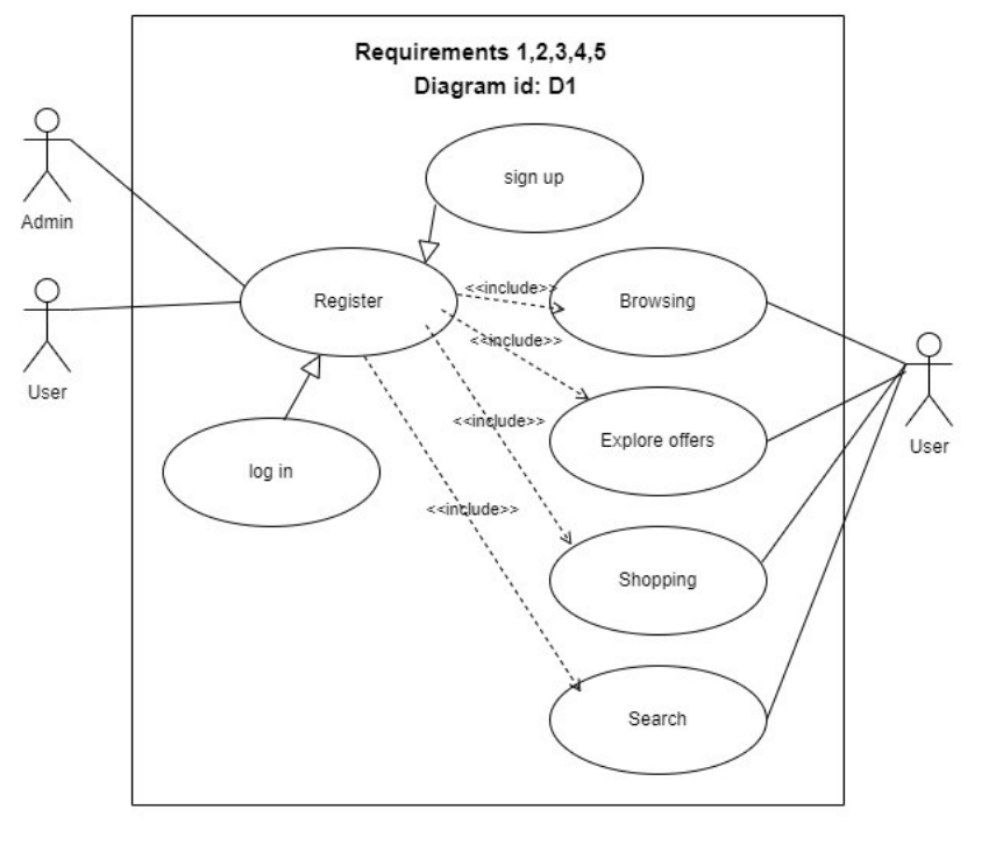 Requirements 1,2,3,4,5
Diagram id: D1
sign up
Admin
Register
<<include>>
Browsing
<<include>>
User
Explore offers
User
<<include>>
log in
<<include>>
Shopping
Search